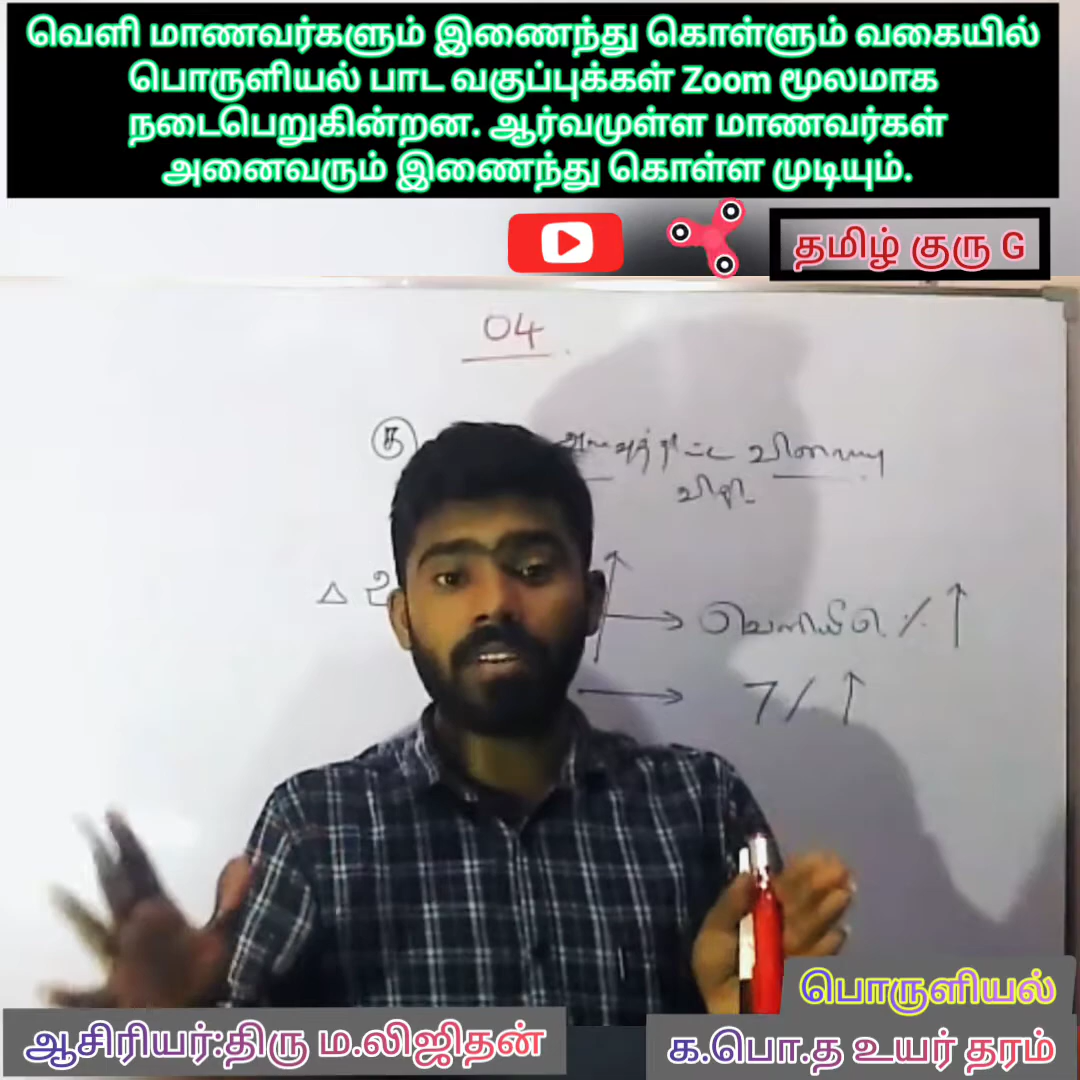 வெளி மாணவர்களும் இணைந்து கொள்ளும் வகையில்
பொருளியல் பாட வகுப்புக்கள் Zoom மூலமாக
நடைபெறுகின்றன. ஆர்வமுள்ள மாணவர்கள்
அனைவரும் இணைந்து கொள்ள முடியும்.
தமிழ் குரு G
04
த
விதி
Δ உ
வெளியீடு %. ↑
7/ ↑
பொருளியல்
ஆசிரியர்:திரு ம.லிஜிதன்
க.பொ.த உயர் தரம்